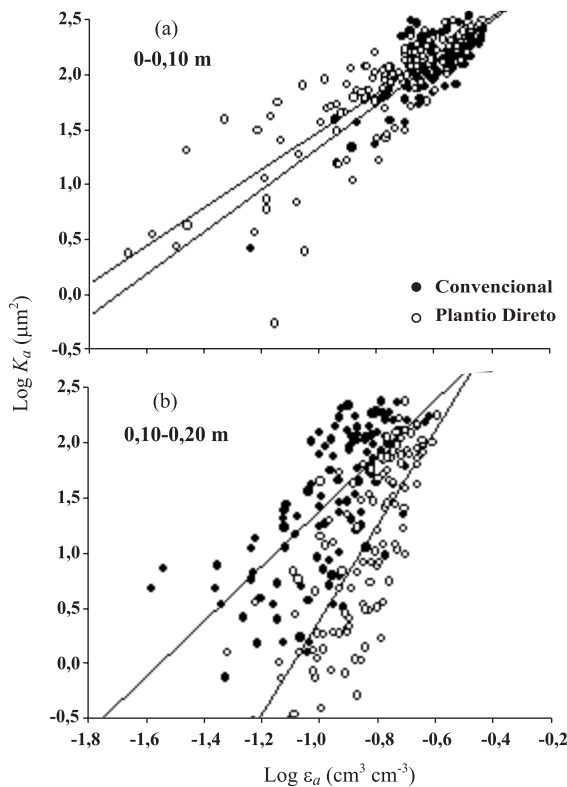 (a)
0-0,10 m
2,5
2,0
1,5
1,0
0,5
0,0
-0,5
Convencional
Plantio Direto
Log Ka (µm²)
(b)
0,10-0,20 m
2,5
2,0
1,5
1,0
0,5
0,0
-0,5
-1,8 -1,6 -1,4 -1,2 -1,0 -0,8 -0,6 -0,4 -0,2
Log εa (cm³ cm⁻³)